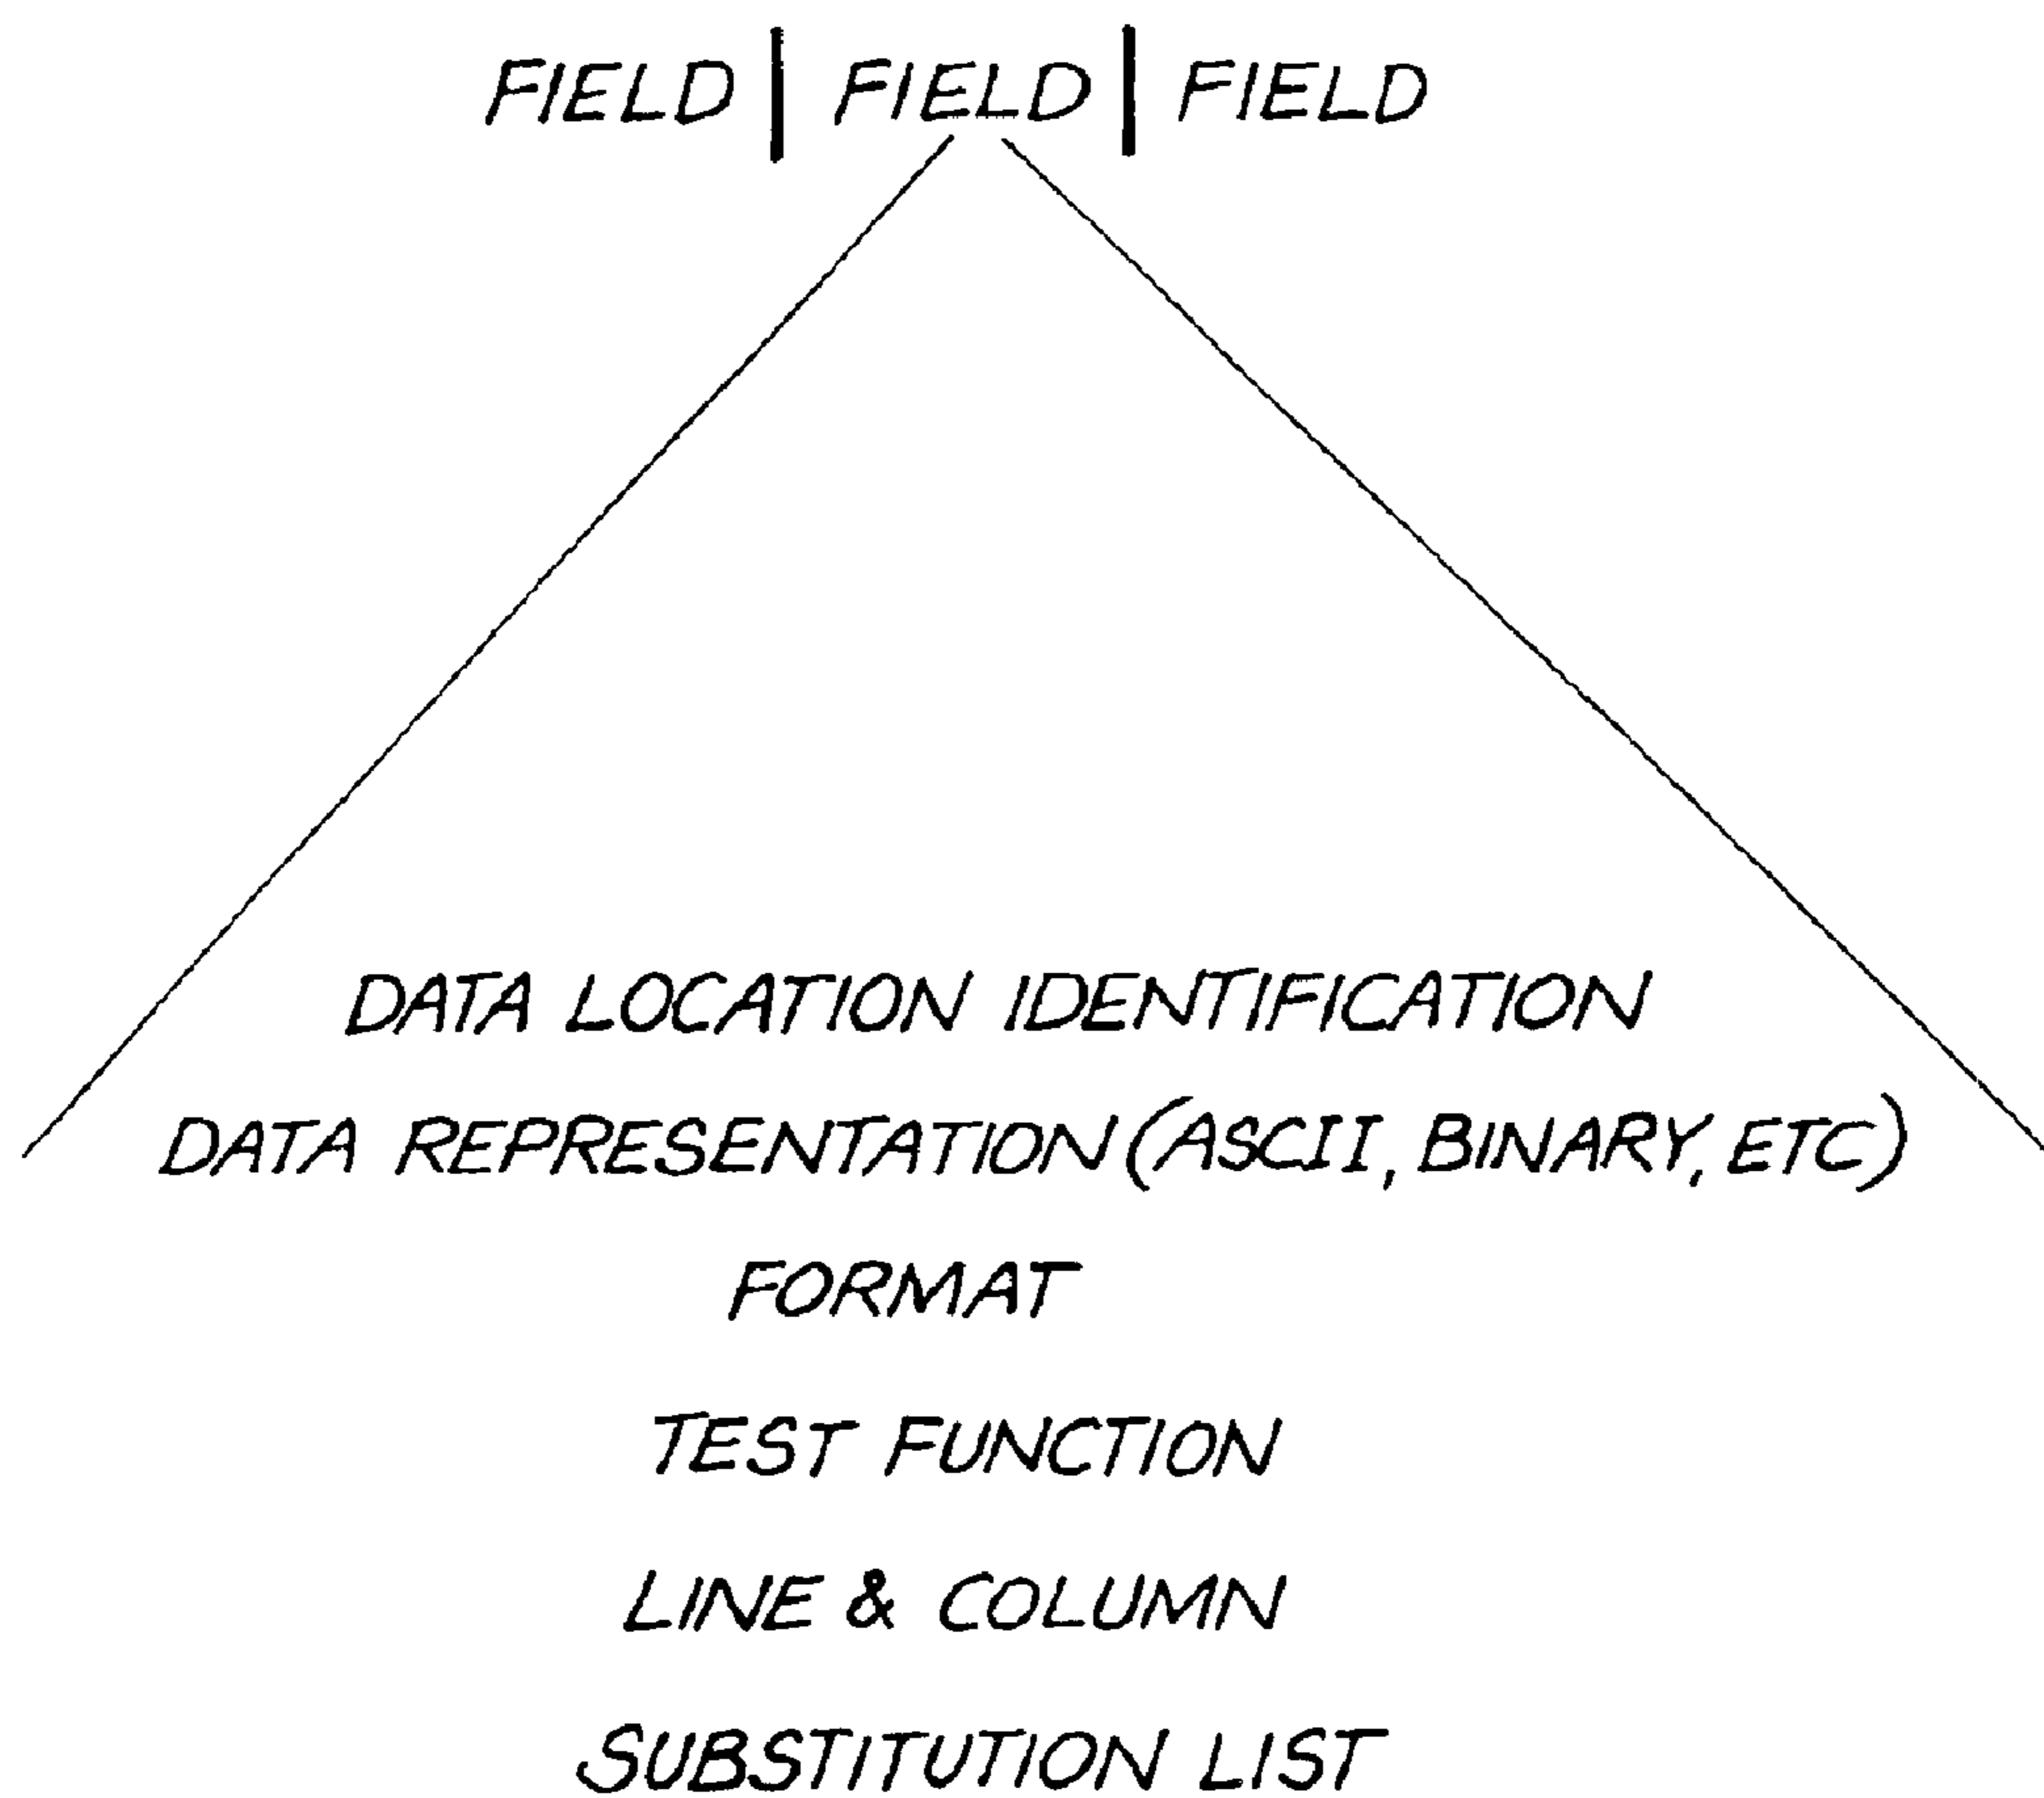 FIELD | FIELD | FIELD
DATA LOCATION IDENTIFICATION
DATA REPRESENTATION (ASCII, BINARY, ETC)
FORMAT
TEST FUNCTION
LINE & COLUMN
SUBSTITUTION LIST